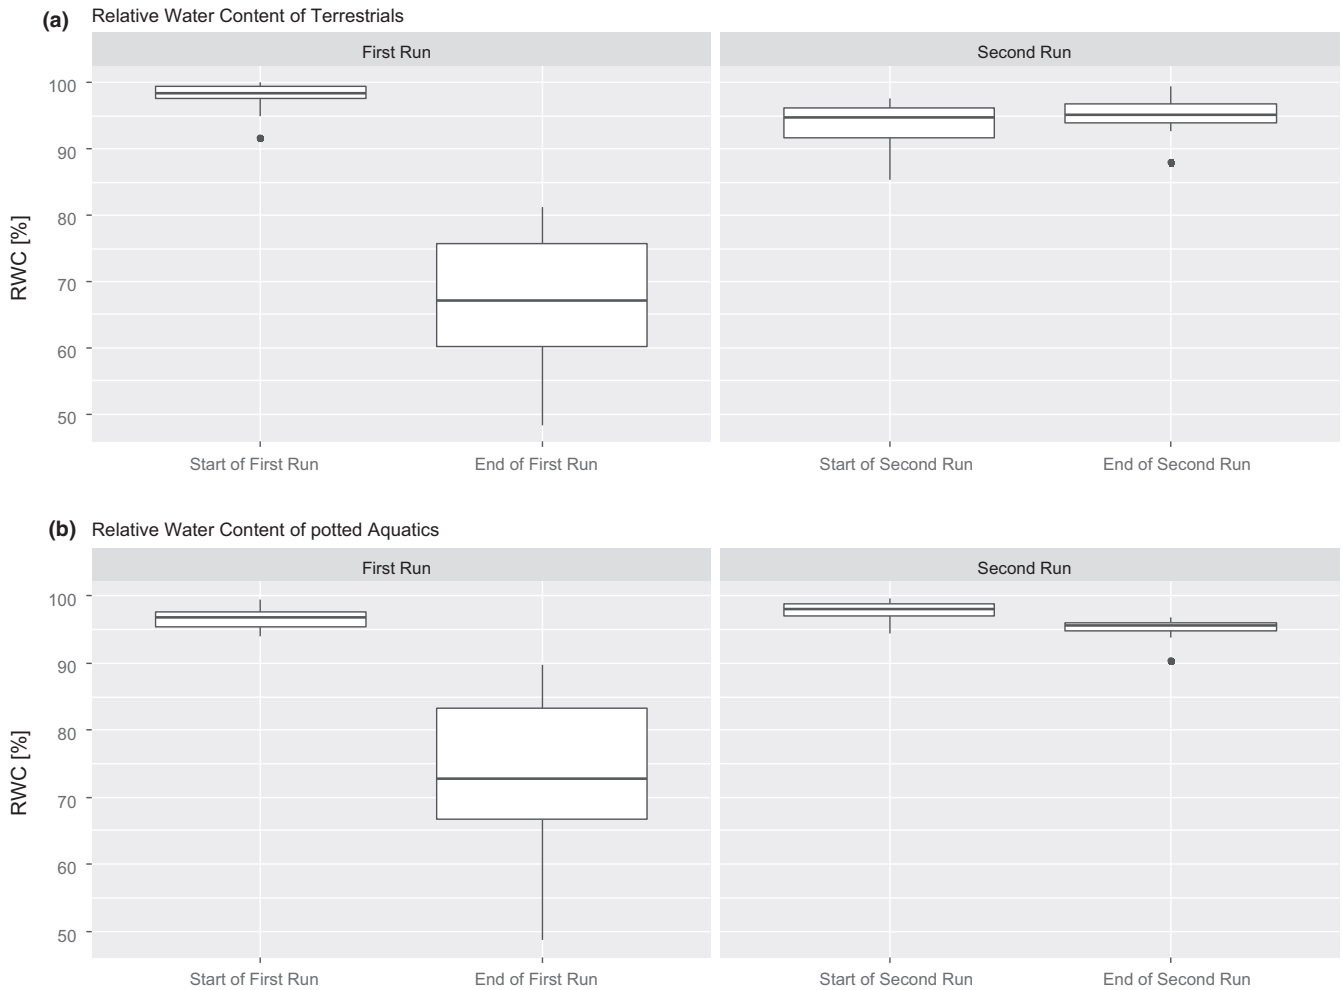 (a) Relative Water Content of Terrestrials
First Run
Second Run
RWC [%]
100
90
80
70
60
50
Start of First Run
End of First Run
Start of Second Run
End of Second Run
(b) Relative Water Content of potted Aquatics
First Run
Second Run
RWC [%]
100
90
80
70
60
50
Start of First Run
End of First Run
Start of Second Run
End of Second Run